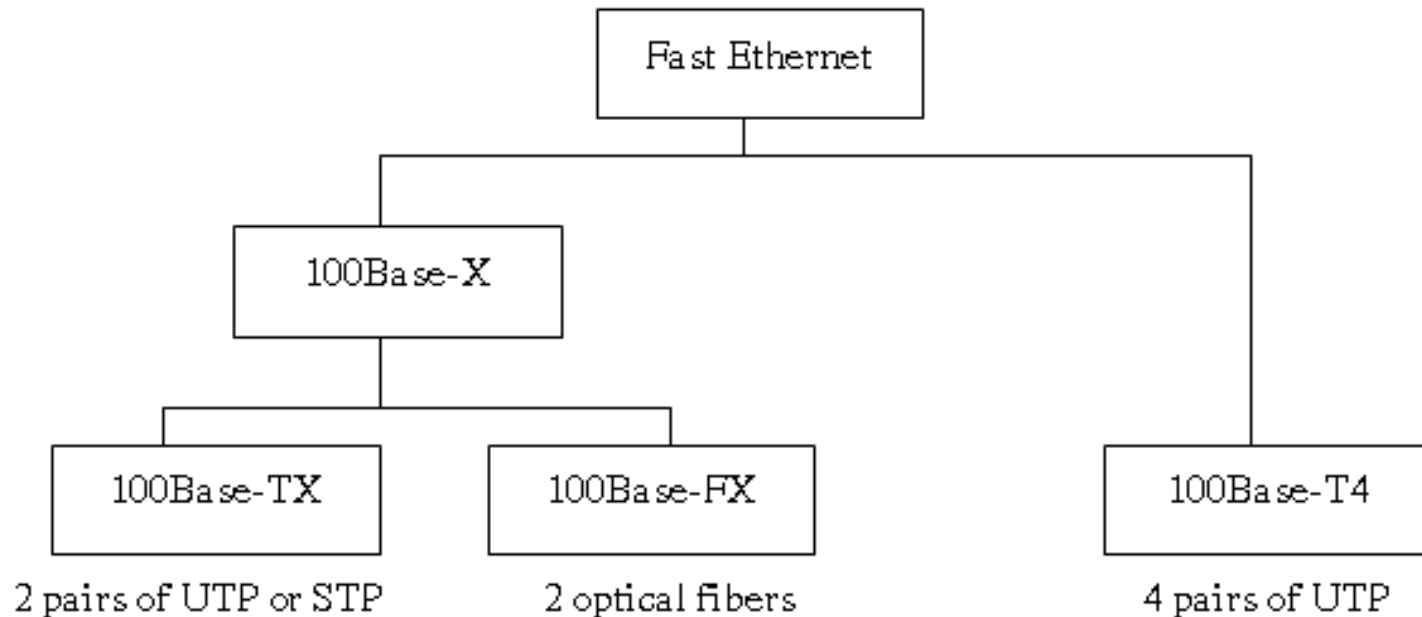 Fast Ethernet
100Base-X
100Base-TX
100Base-FX
100Base-T4
2 pairs of UTP or STP
2 optical fibers
4 pairs of UTP